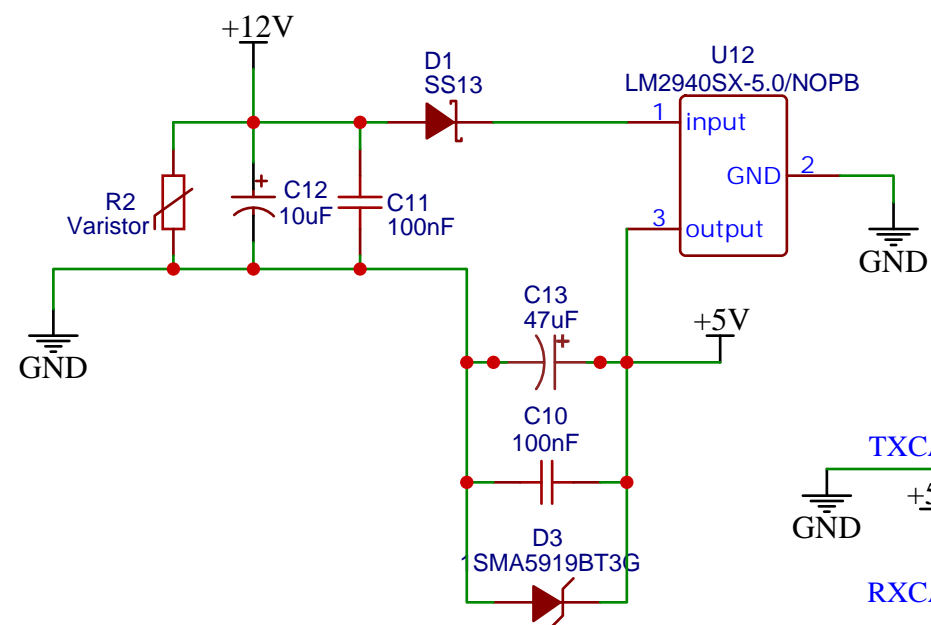 +12V
D1
SS13
U12
LM2940SX-5.0/NOPB
1
input
GND
2
3
output
GND
R2
Varistor
C12
10uF
C11
100nF
GND
C13
47uF
+5V
C10
100nF
D3
1SMA5919BT3G
TXCA
GND
+5
RXCA